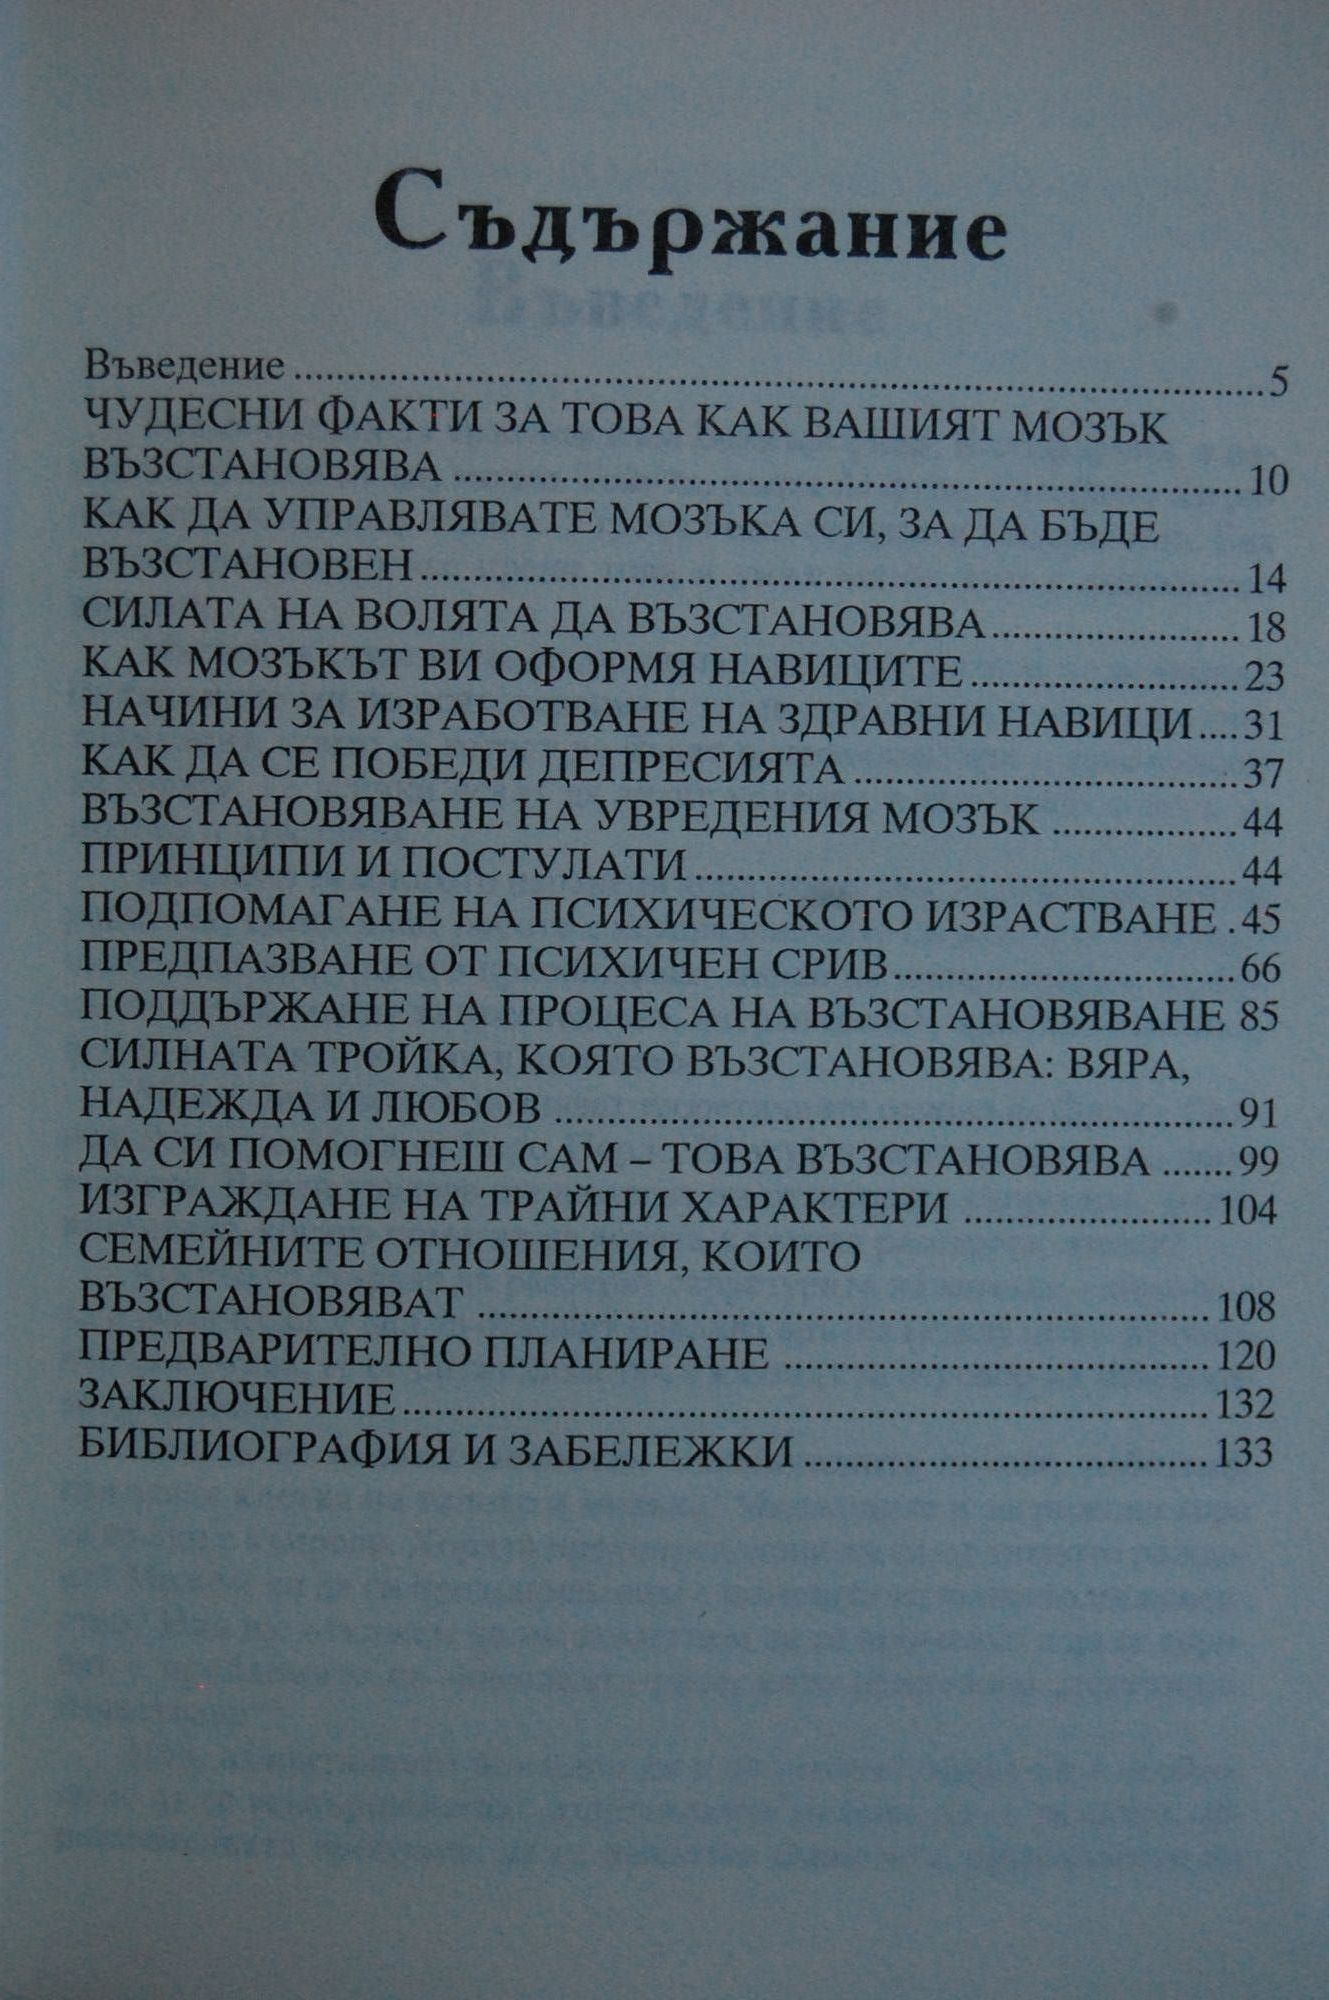 Съдържание
Въведение ........................................ 5
ЧУДЕСНИ ФАКТИ ЗА ТОВА КАК ВАШИЯТ МОЗЪК
ВЪЗСТАНОВЯВА ........................................ 10
КАК ДА УПРАВЛЯВАТЕ МОЗЪКА СИ, ЗА ДА БЪДЕ
ВЪЗСТАНОВЕН ........................................ 14
СИЛАТА НА ВОЛЯТА ДА ВЪЗСТАНОВЯВА ............ 18
КАК МОЗЪКЪТ ВИ ОФОРМЯ НАВИЦИТЕ ............ 23
НАЧИНИ ЗА ИЗРАБОТВАНЕ НА ЗДРАВНИ НАВИЦИ .... 31
КАК ДА СЕ ПОБЕДИ ДЕПРЕСИЯТА .................. 37
ВЪЗСТАНОВЯВАНЕ НА УВРЕДЕНИЯ МОЗЪК ......... 44
ПРИНЦИПИ И ПОСТУЛАТИ ........................ 44
ПОДПОМАГАНЕ НА ПСИХИЧЕСКОТО ИЗРАСТВАНЕ . 45
ПРЕДПАЗВАНЕ ОТ ПСИХИЧЕН СРИВ ............... 66
ПОДДЪРЖАНЕ НА ПРОЦЕСА НА ВЪЗСТАНОВЯВАНЕ 85
СИЛНАТА ТРОЙКА, КОЯТО ВЪЗСТАНОВЯВА: ВЯРА,
НАДЕЖДА И ЛЮБОВ .............................. 91
ДА СИ ПОМОГНЕШ САМ – ТОВА ВЪЗСТАНОВЯВА ....... 99
ИЗГРАЖДАНЕ НА ТРАЙНИ ХАРАКТЕРИ ............ 104
СЕМЕЙНИТЕ ОТНОШЕНИЯ, КОИТО
ВЪЗСТАНОВЯВАТ .............................. 108
ПРЕДВАРИТЕЛНО ПЛАНИРАНЕ .................. 120
ЗАКЛЮЧЕНИЕ ................................ 132
БИБЛИОГРАФИЯ И ЗАБЕЛЕЖКИ .................. 133